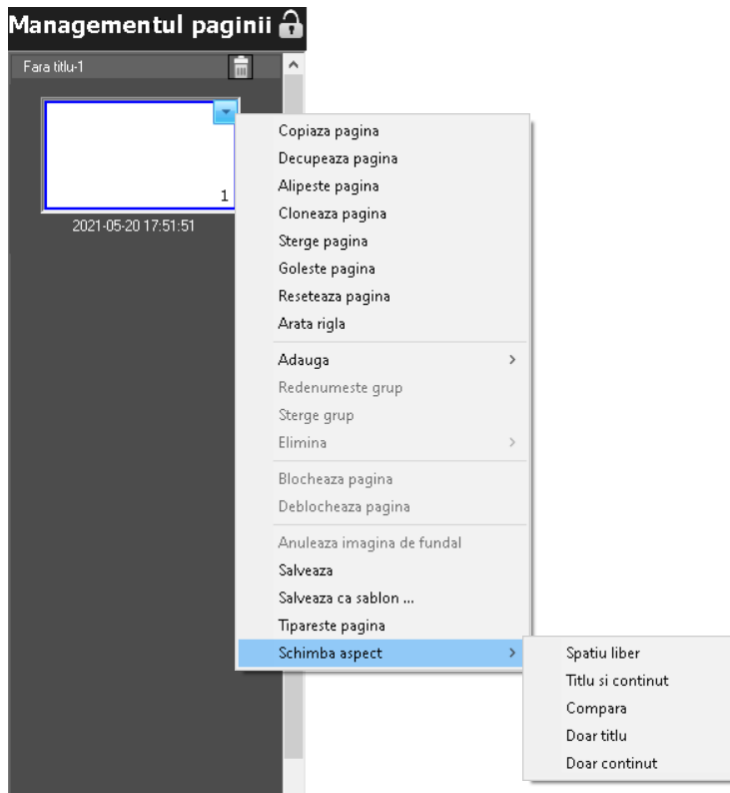 Managementul paginii
Fara titlu-1
1
2021-05-20 17:51:51
Copiaza pagina
Decupeaza pagina
Alipeste pagina
Cloneaza pagina
Sterge pagina
Goleste pagina
Reseteaza pagina
Arata rigla
Adauga
Redenumeste grup
Sterge grup
Elimina
Blocheaza pagina
Deblocheaza pagina
Anuleaza imagina de fundal
Salveaza
Salveaza ca sablon ...
Tipareste pagina
Schimba aspect
Spatiu liber
Titlu si continut
Compara
Doar titlu
Doar continut